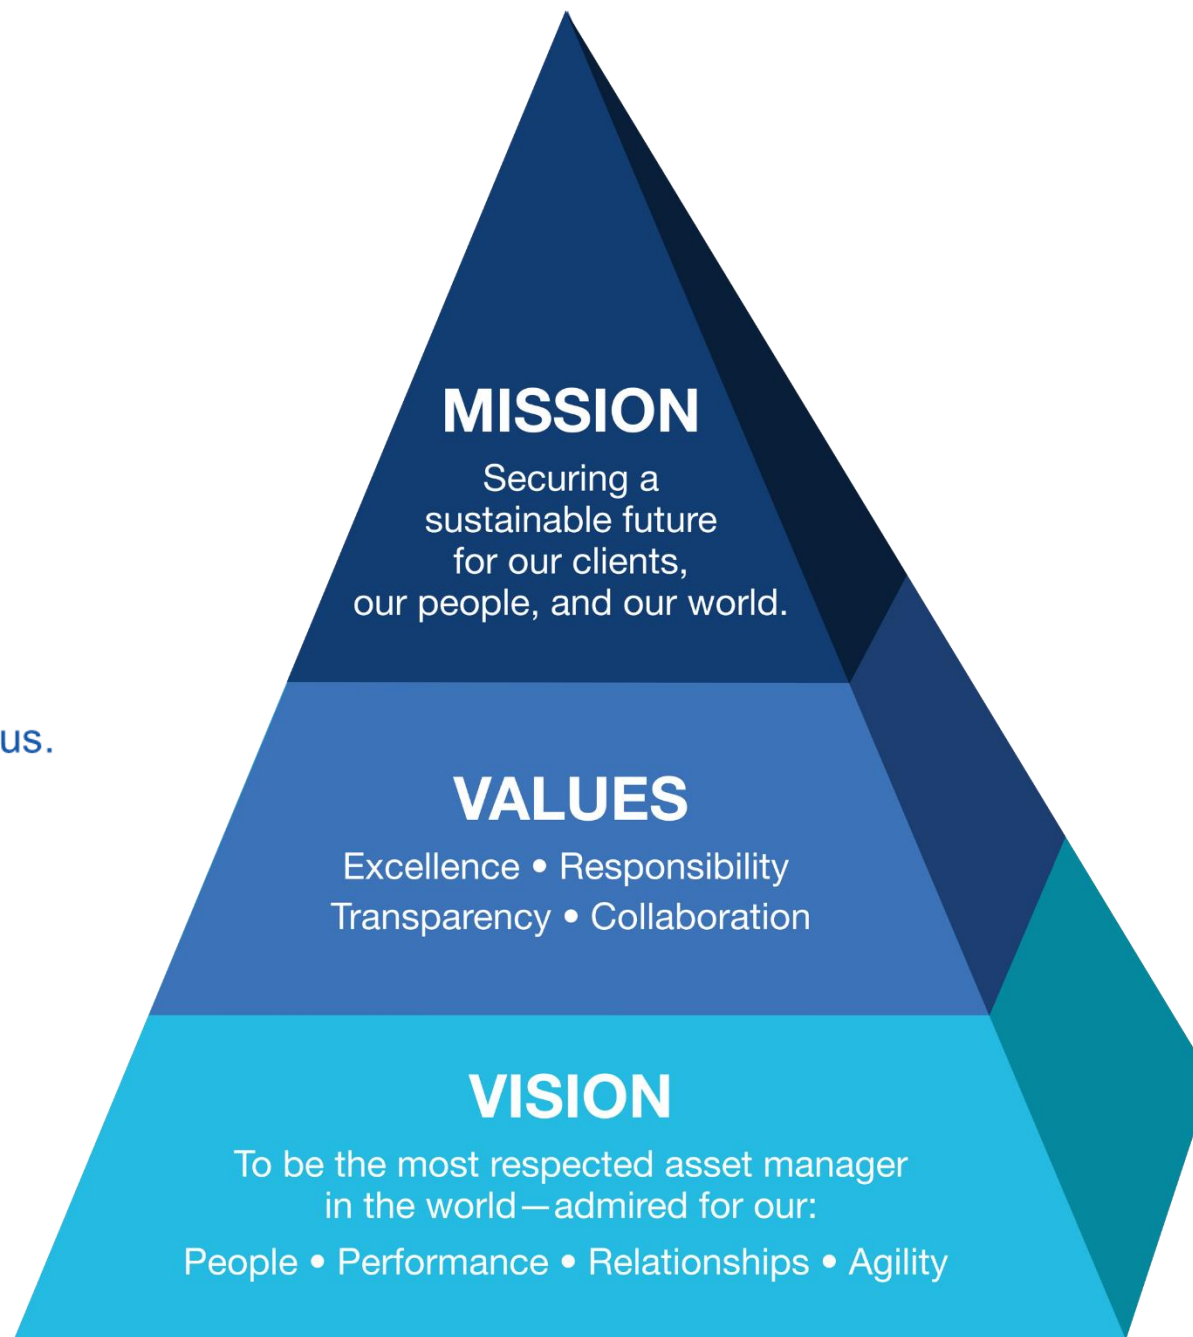 MISSION
Securing a
sustainable future
for our clients,
our people, and our world.
us.
VALUES
Excellence • Responsibility
Transparency • Collaboration
VISION
To be the most respected asset manager
in the world—admired for our:
People • Performance • Relationships • Agility